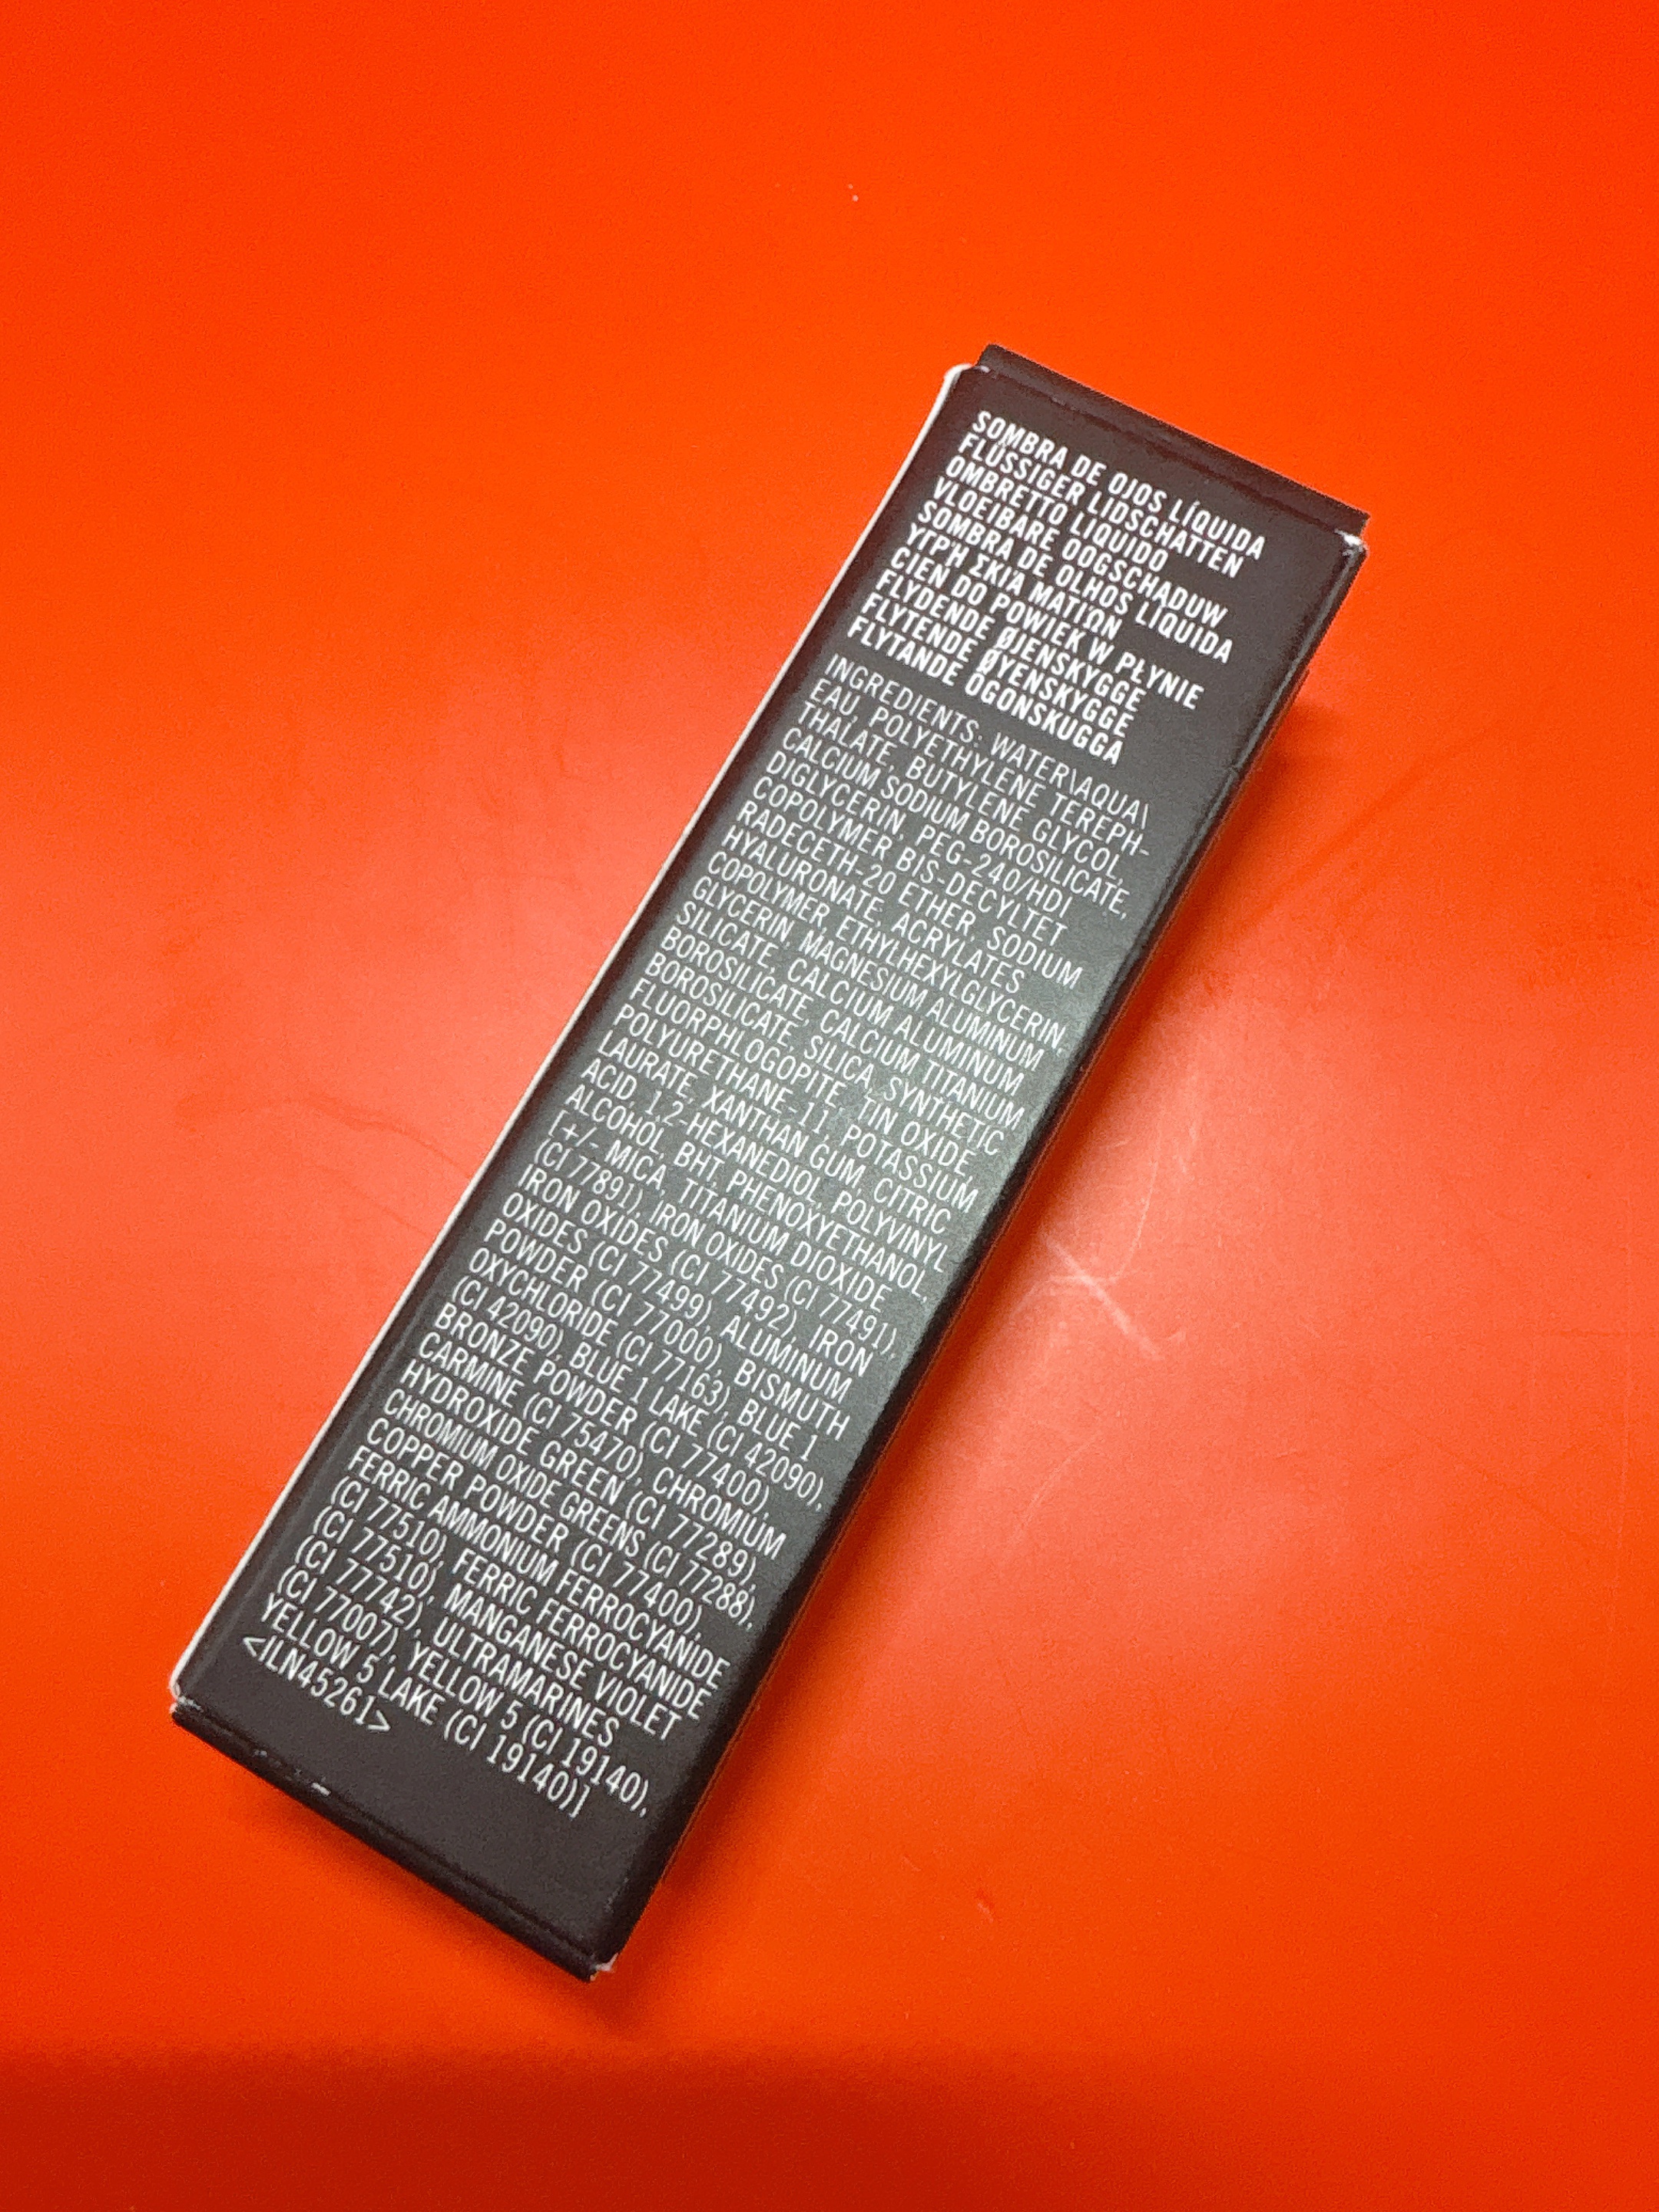 SOMBRA DE OJOS LÍQUIDA
FLÜSSIGER LIDSCHATTEN
OMBRETTO LIQUIDO
VLOEIBARE OOGSCHADUW
SOMBRA DE OLHOS LÍQUIDA
ΥΓΡΗ ΣΚΙΑ ΜΑΤΙΩΝ
CIEŃ DO POWIEK W PŁYNIE
FLYDENDE ØJENSKYGGE
FLYTENDE ØYENSKYGGE
FLYTANDE ÖGONSKUGGA
INGREDIENTS: WATER\AQUA\
EAU, POLYETHYLENE TEREPH-
THALATE, BUTYLENE GLYCOL,
CALCIUM SODIUM BOROSILICATE,
DIGLYCERIN, PEG-240/HDI
COPOLYMER BIS-DECYLTET
RADECETH-20 ETHER, SODIUM
HYALURONATE, ACRYLATES
COPOLYMER, ETHYLHEXYLGLYCERIN,
GLYCERIN, MAGNESIUM ALUMINUM
SILICATE, CALCIUM ALUMINUM
BOROSILICATE, CALCIUM TITANIUM
BOROSILICATE, SILICA, SYNTHETIC
FLUORPHLOGOPITE, TIN OXIDE,
POLYURETHANE-11, POTASSIUM
LAURATE, XANTHAN GUM, CITRIC
ACID, 1,2-HEXANEDIOL, POLYVINYL
ALCOHOL, BHT, PHENOXYETHANOL,
[+/- MICA, TITANIUM DIOXIDE
(CI 77891), IRON OXIDES (CI 77491),
IRON OXIDES (CI 77492), IRON
OXIDES (CI 77499), ALUMINUM
POWDER (CI 77000), BISMUTH
OXYCHLORIDE (CI 77163), BLUE 1
(CI 42090), BLUE 1 LAKE (CI 42090),
BRONZE POWDER (CI 77400),
CARMINE (CI 75470), CHROMIUM
HYDROXIDE GREEN (CI 77289),
CHROMIUM OXIDE GREENS (CI 77288),
COPPER POWDER (CI 77400),
FERRIC AMMONIUM FERROCYANIDE
(CI 77510), FERRIC FERROCYANIDE
(CI 77510), MANGANESE VIOLET
(CI 77742), ULTRAMARINES
(CI 77007), YELLOW 5 (CI 19140),
YELLOW 5 LAKE (CI 19140)]
<ILN45261>